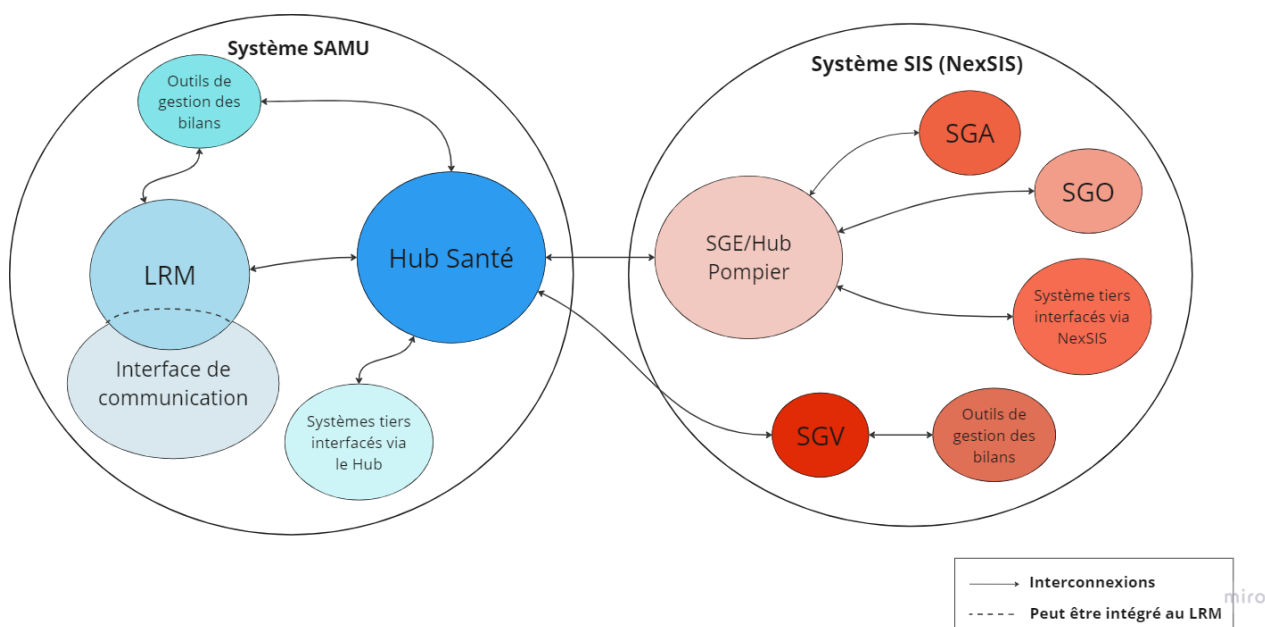 Système SAMU
Outils de
gestion des
bilans
LRM
Interface de
communication
Hub Santé
Systèmes tiers
interfacés via
le Hub
Système SIS (NexSIS)
SGA
SGO
SGE/Hub
Pompier
Système tiers
interfacés via
NexSIS
SGV
Outils de
gestion des
bilans
Interconnexions
Peut être intégré au LRM
miro